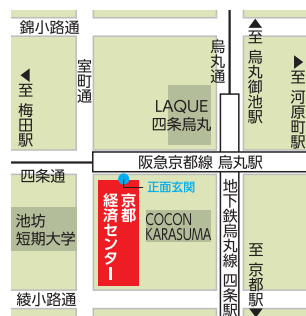 錦小路通
至 梅田駅
室町通
烏丸通
至 烏丸御池駅
至 河原町駅
LAQUE
四条烏丸
阪急京都線 烏丸駅
四条通
正面玄関
京都
経済センター
池坊
短期大学
COCON
KARASUMA
地下鉄烏丸線 四条駅
至 京都駅
綾小路通